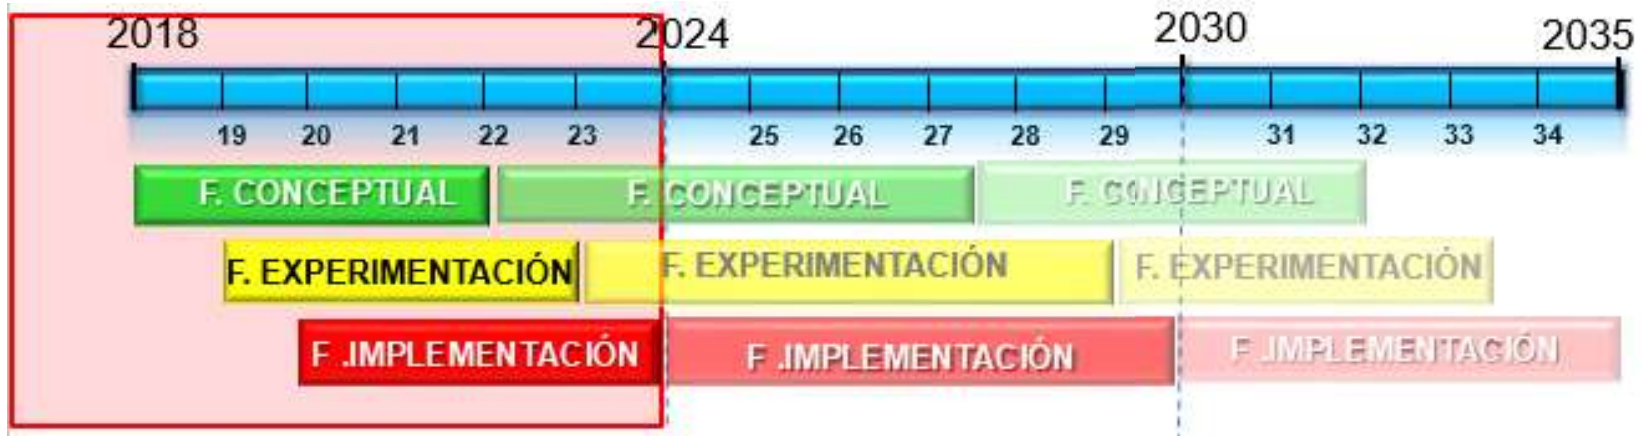 2018 2024 2030 2035
19 20 21 22 23 25 26 27 28 29 31 32 33 34
F. CONCEPTUAL F. CONCEPTUAL F. CONCEPTUAL
F. EXPERIMENTACIÓN F. EXPERIMENTACIÓN F. EXPERIMENTACIÓN
F .IMPLEMENTACIÓN F .IMPLEMENTACIÓN F .IMPLEMENTACIÓN